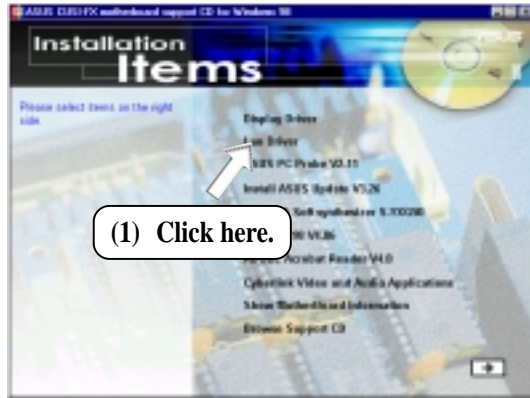 ASUS CUSI-FX motherboard support CD for Windows 98
Installation
Items
ASUS
Please select items on the right
side.
Display Driver
Lan Driver
PC Probe V2.11
Install ASUS Update V3.26
Softsynthesizer
(1) Click here.
Acrobat Reader V4.0
Cyberlink Video and Audio Applications
Show Motherboard Information
Browse Support CD